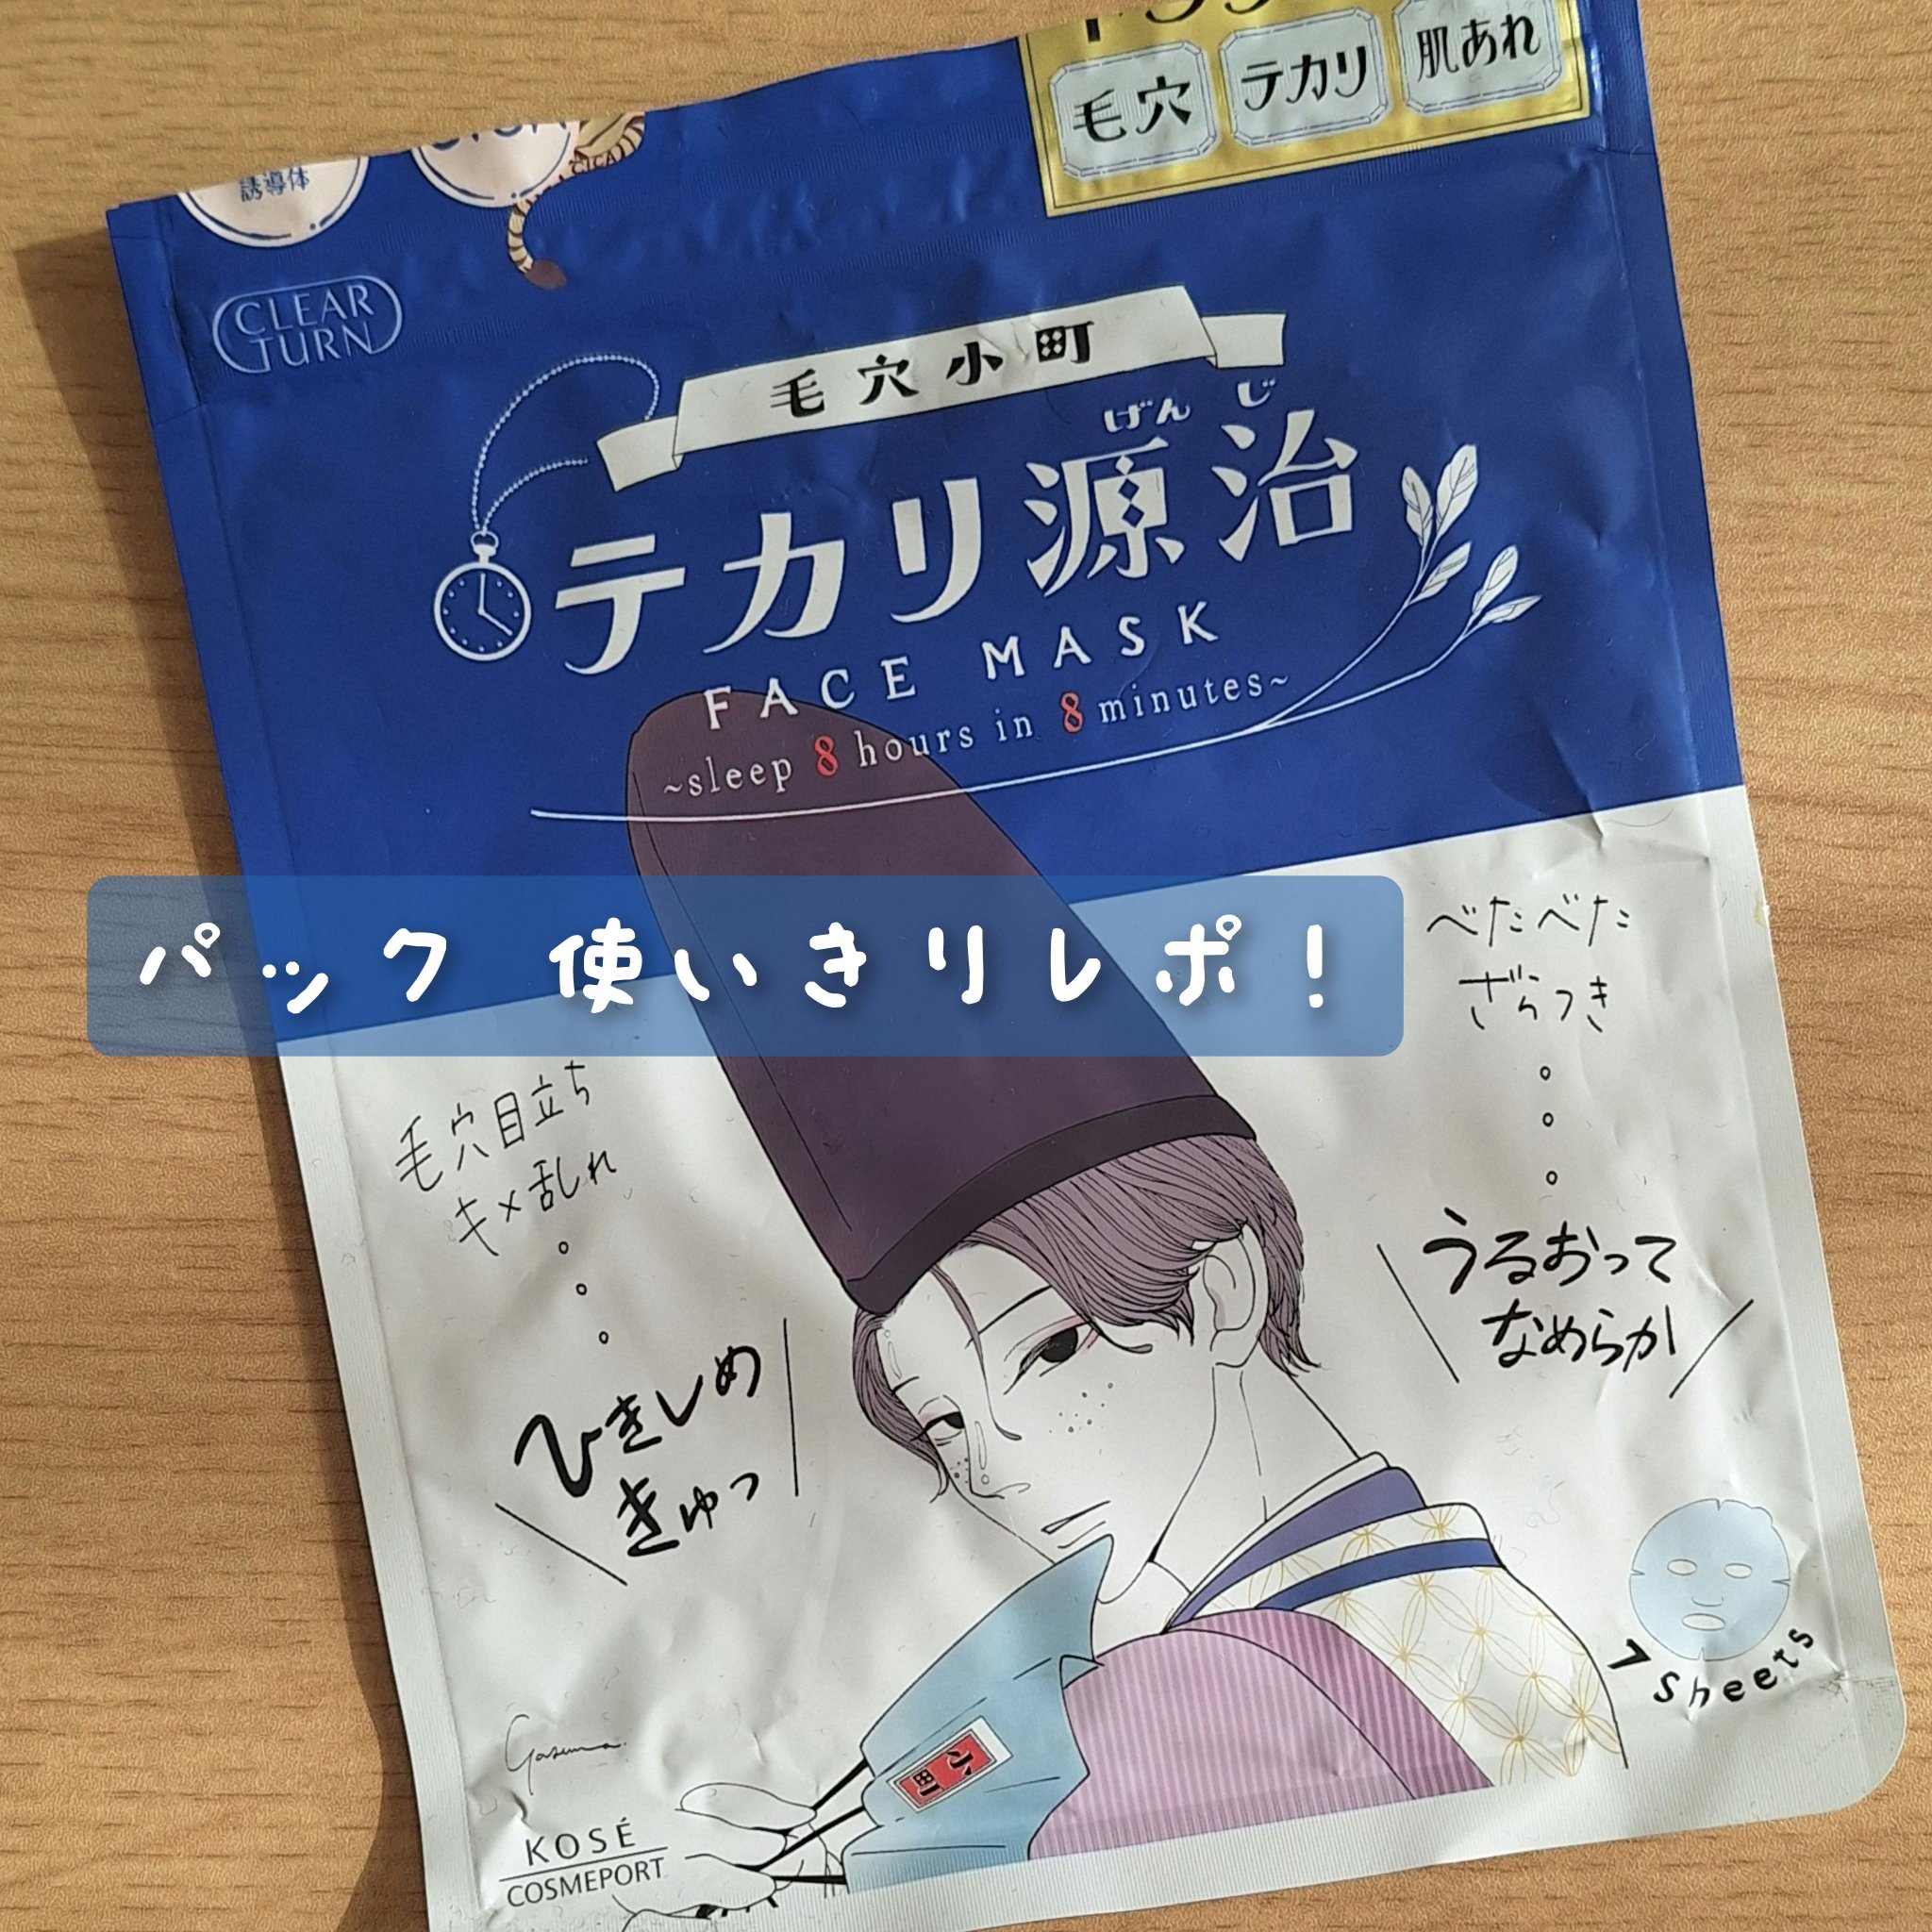 毛穴
テカリ
肌あれ
誘導体
CICA
CLEAR
TURN
毛穴小町
げんじ
テカリ源治
FACE MASK
~sleep 8 hours in 8 minutes~
パック 使いきりレポ!
べたべた
ざらつき
毛穴目立ち
キメ乱れ
うるおって
なめらか
ひきしめ
きゅっ
7 Sheets
小町
KOSÉ
COSMEPORT